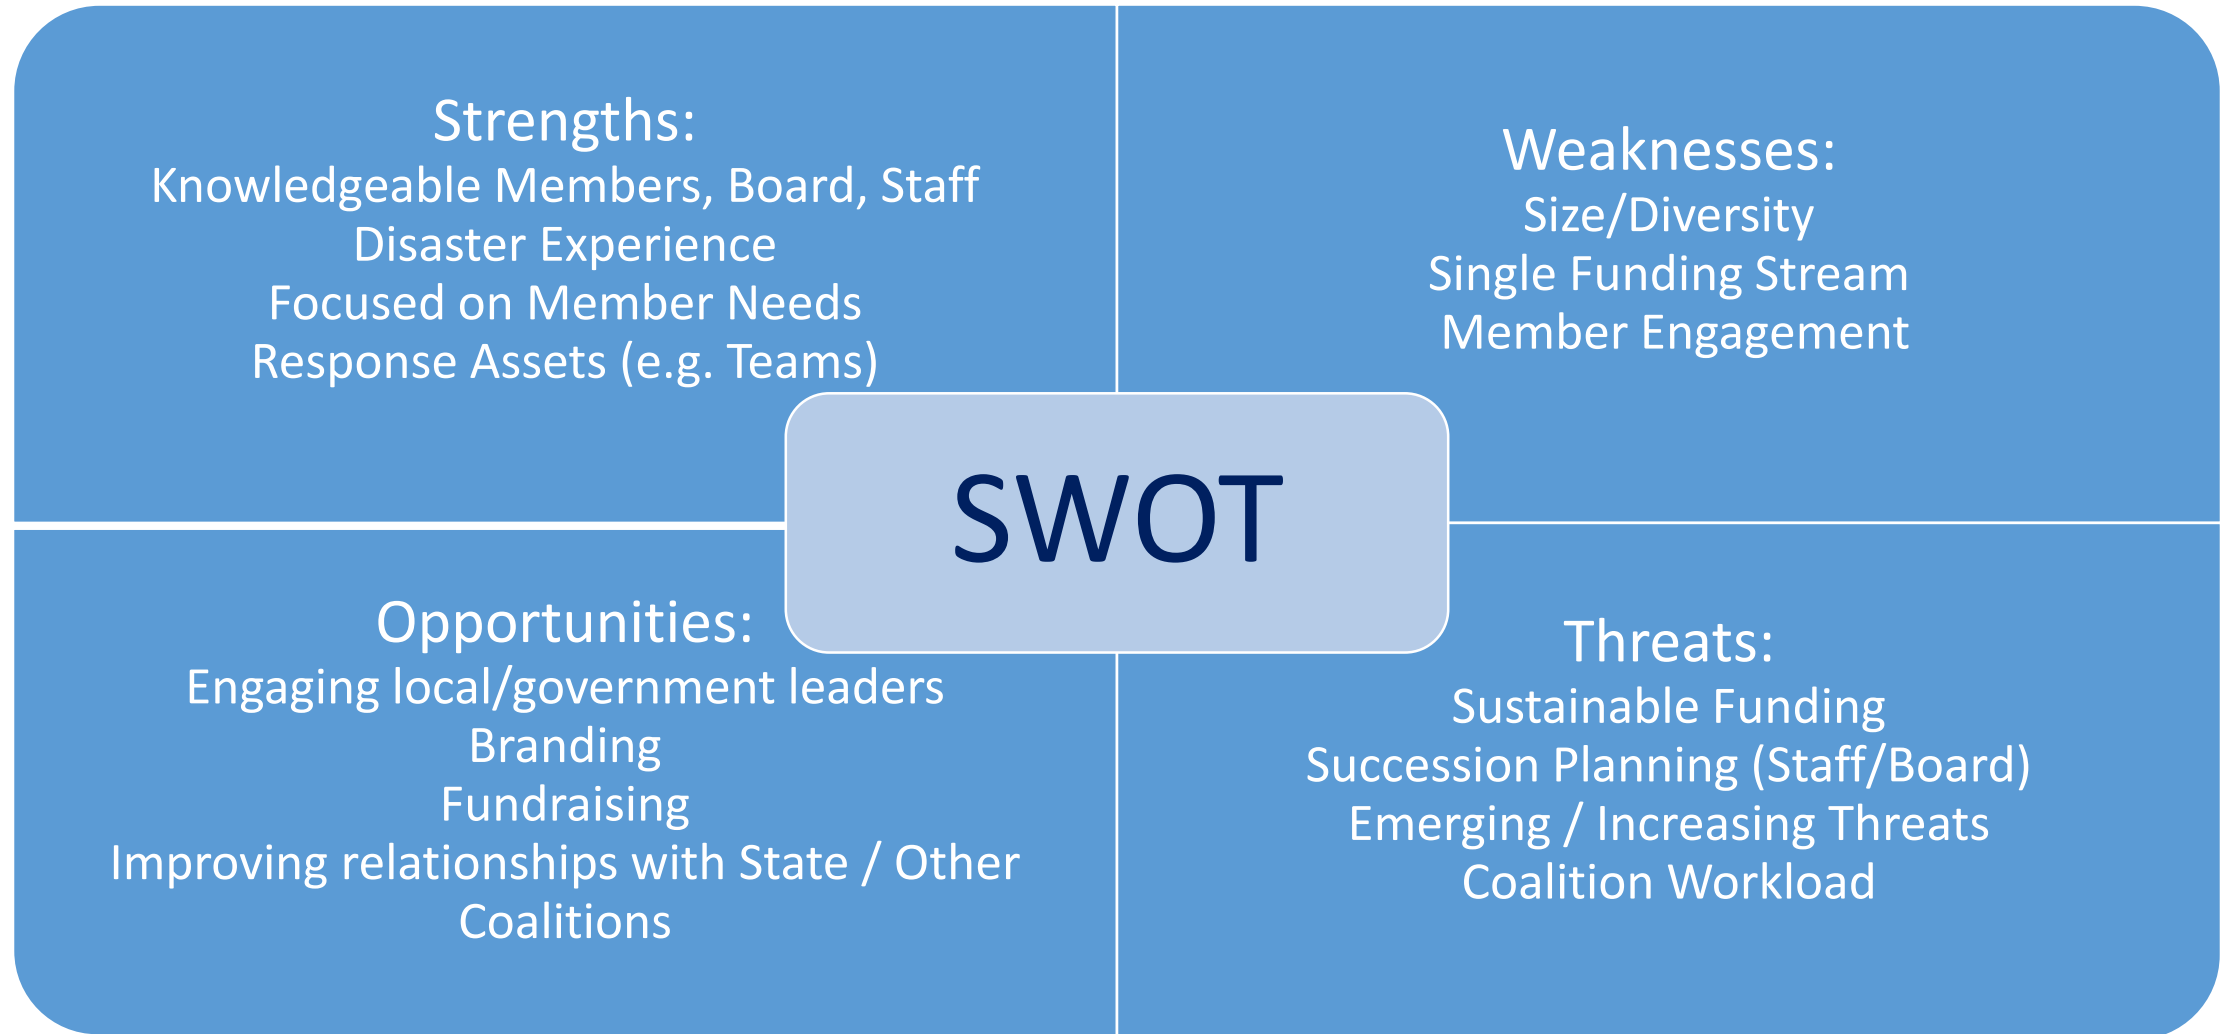 Strengths:
Knowledgeable Members, Board, Staff
Disaster Experience
Focused on Member Needs
Response Assets (e.g. Teams)
Weaknesses:
Size/Diversity
Single Funding Stream
Member Engagement
SWOT
Opportunities:
Engaging local/government leaders
Branding
Fundraising
Improving relationships with State / Other
Coalitions
Threats:
Sustainable Funding
Succession Planning (Staff/Board)
Emerging / Increasing Threats
Coalition Workload